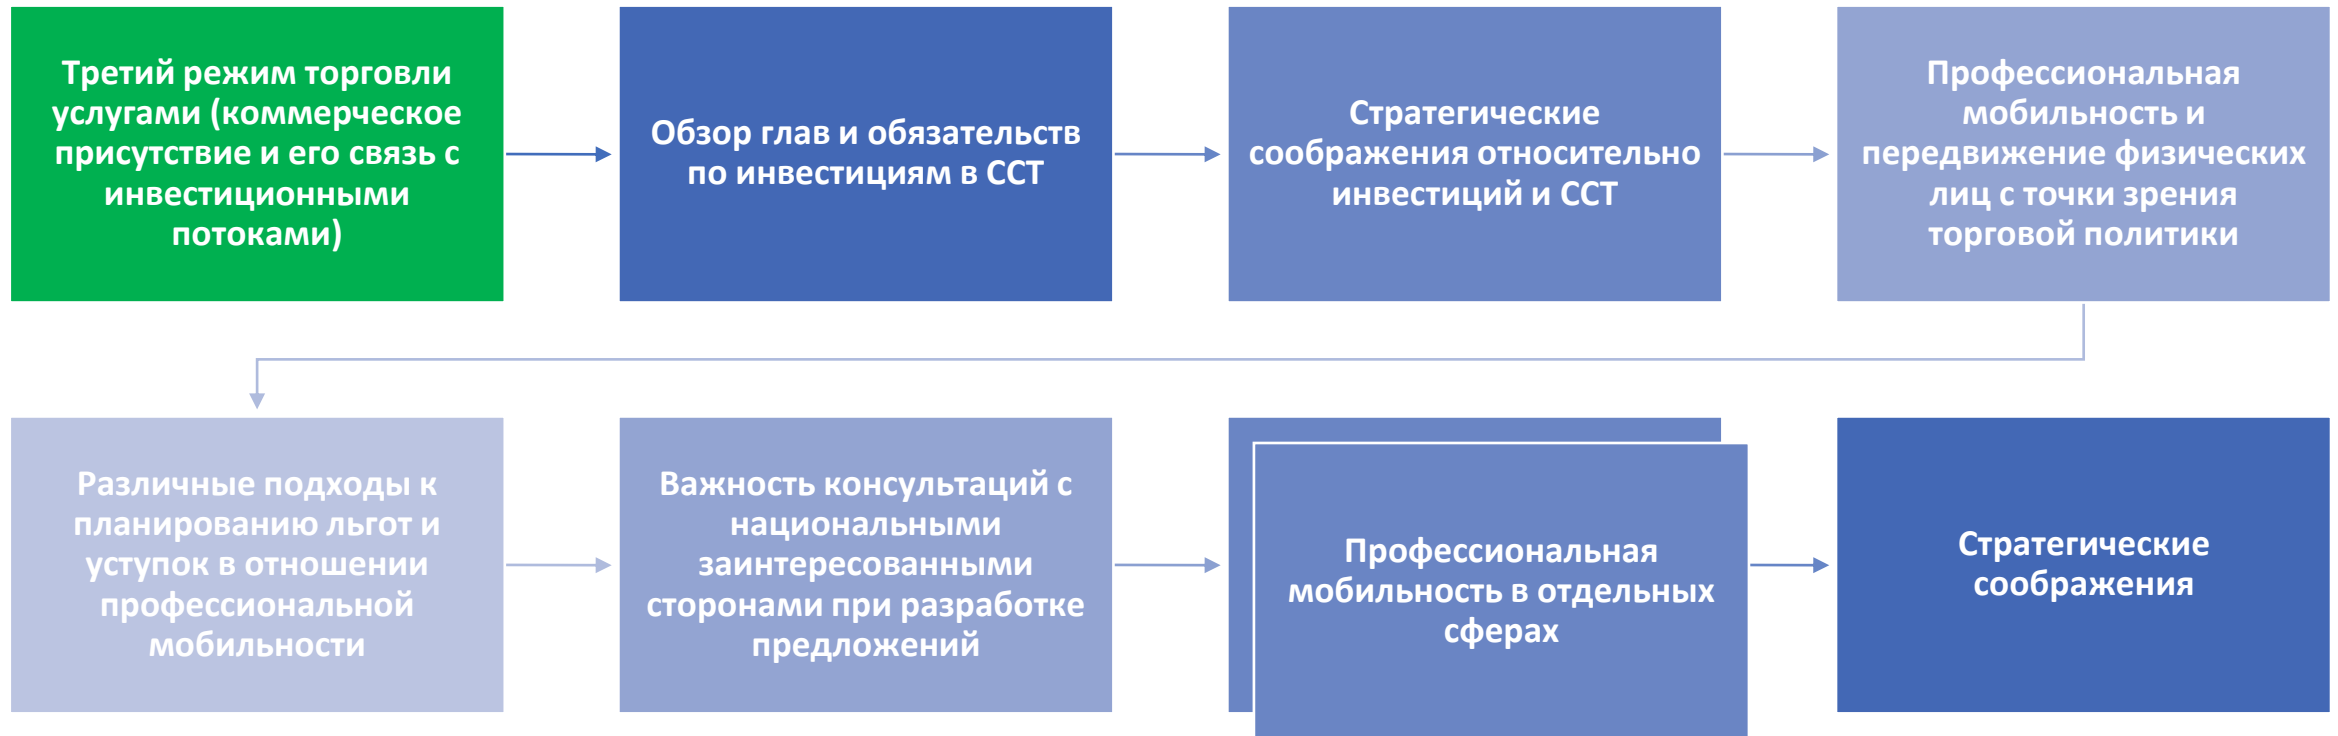 Третий режим торговли
услугами (коммерческое
присутствие и его связь с
инвестиционными
потоками)
Обзор глав и обязательств
по инвестициям в ССТ
Стратегические
соображения относительно
инвестиций и ССТ
Профессиональная
мобильность и
передвижение физических
лиц с точки зрения
торговой политики
Различные подходы к
планированию льгот и
уступок в отношении
профессиональной
мобильности
Важность консультаций с
национальными
заинтересованными
сторонами при разработке
предложений
Профессиональная
мобильность в отдельных
сферах
Стратегические
соображения